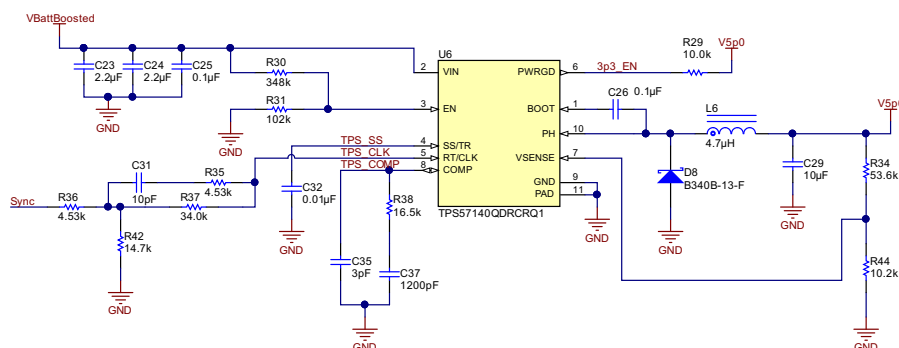 VBattBoosted
C23
2.2µF
C24
2.2µF
C25
0.1µF
R30
348k
R31
102k
GND
GND
U6
2
VIN
3
EN
4
SS/TR
5
RT/CLK
8
COMP
PWRGD
6
BOOT
1
PH
10
VSENSE
7
GND
9
PAD
11
TPS57140QDRCRQ1
3p3_EN
R29
10.0k
V5p0
C26
0.1µF
L6
4.7µH
V5p0
D8
B340B-13-F
C29
10µF
R34
53.6k
R44
10.2k
GND
GND
GND
GND
TPS_SS
TPS_CLK
TPS_COMP
C31
10pF
R35
4.53k
R36
4.53k
Sync
R37
34.0k
R42
14.7k
GND
C32
0.01µF
GND
R38
16.5k
C35
3pF
C37
1200pF
GND